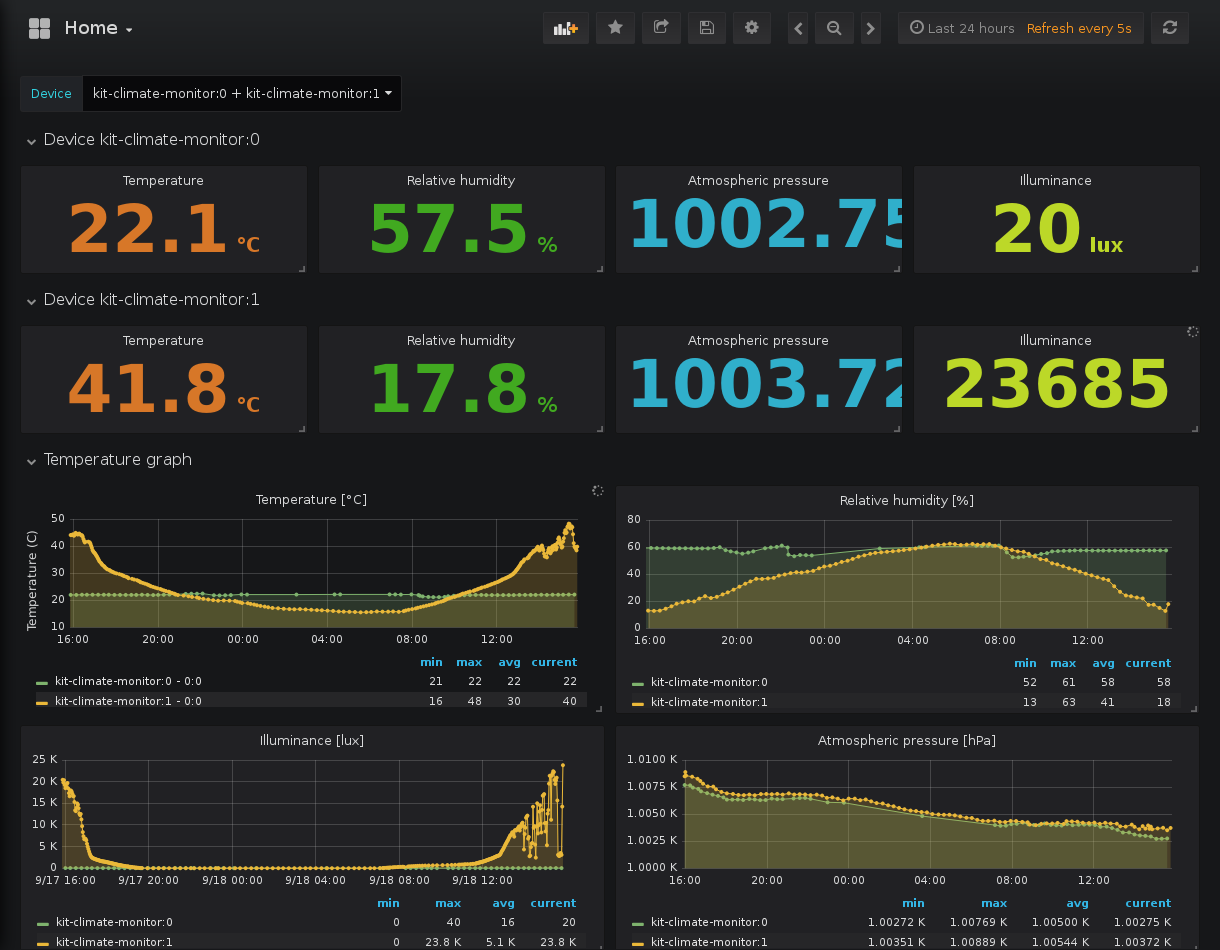 Home
Last 24 hours Refresh every 5s
Device kit-climate-monitor:0 + kit-climate-monitor:1
Device kit-climate-monitor:0
Temperature Relative humidity Atmospheric pressure Illuminance
22.1 °C 57.5 % 1002.75 20 lux
Device kit-climate-monitor:1
Temperature Relative humidity Atmospheric pressure Illuminance
41.8 °C 17.8 % 1003.72 23685
Temperature graph
Temperature [°C]
Temperature (C)
50
40
30
20
10
16:00 20:00 00:00 04:00 08:00 12:00
min max avg current
kit-climate-monitor:0 - 0:0 21 22 22 22
kit-climate-monitor:1 - 0:0 16 48 30 40
Relative humidity [%]
80
60
40
20
0
16:00 20:00 00:00 04:00 08:00 12:00
min max avg current
kit-climate-monitor:0 52 61 58 58
kit-climate-monitor:1 13 63 41 18
Illuminance [lux]
25 K
20 K
15 K
10 K
5 K
0
9/17 16:00 9/17 20:00 9/18 00:00 9/18 04:00 9/18 08:00 9/18 12:00
min max avg current
kit-climate-monitor:0 0 40 16 20
kit-climate-monitor:1 0 23.8 K 5.1 K 23.8 K
Atmospheric pressure [hPa]
1.0100 K
1.0075 K
1.0050 K
1.0025 K
1.0000 K
16:00 20:00 00:00 04:00 08:00 12:00
min max avg current
kit-climate-monitor:0 1.00272 K 1.00769 K 1.00500 K 1.00275 K
kit-climate-monitor:1 1.00351 K 1.00889 K 1.00544 K 1.00372 K